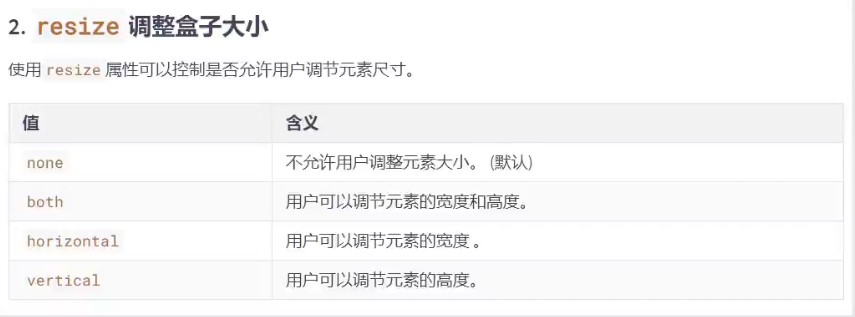 2. resize 调整盒子大小
使用 resize 属性可以控制是否允许用户调节元素尺寸。
值 含义
none 不允许用户调整元素大小。(默认)
both 用户可以调节元素的宽度和高度。
horizontal 用户可以调节元素的宽度 。
vertical 用户可以调节元素的高度。